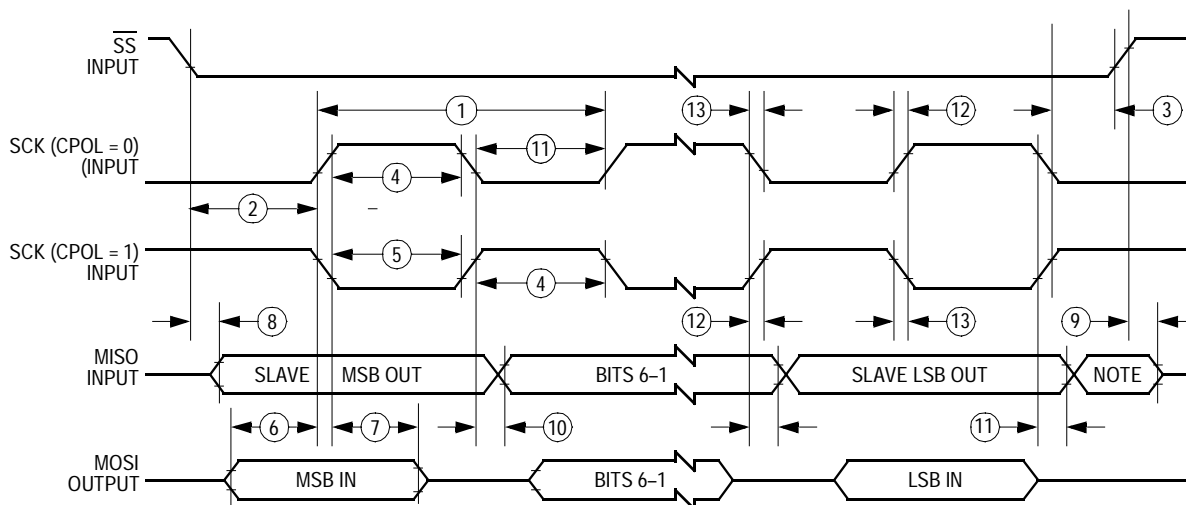 SS
INPUT
13
12
1
3
SCK (CPOL = 0)
(INPUT
11
4
2
–
SCK (CPOL = 1)
INPUT
5
4
8
12
13
9
MISO
INPUT
SLAVE MSB OUT
BITS 6–1
SLAVE LSB OUT
NOTE
6
7
10
11
MOSI
OUTPUT
MSB IN
BITS 6–1
LSB IN